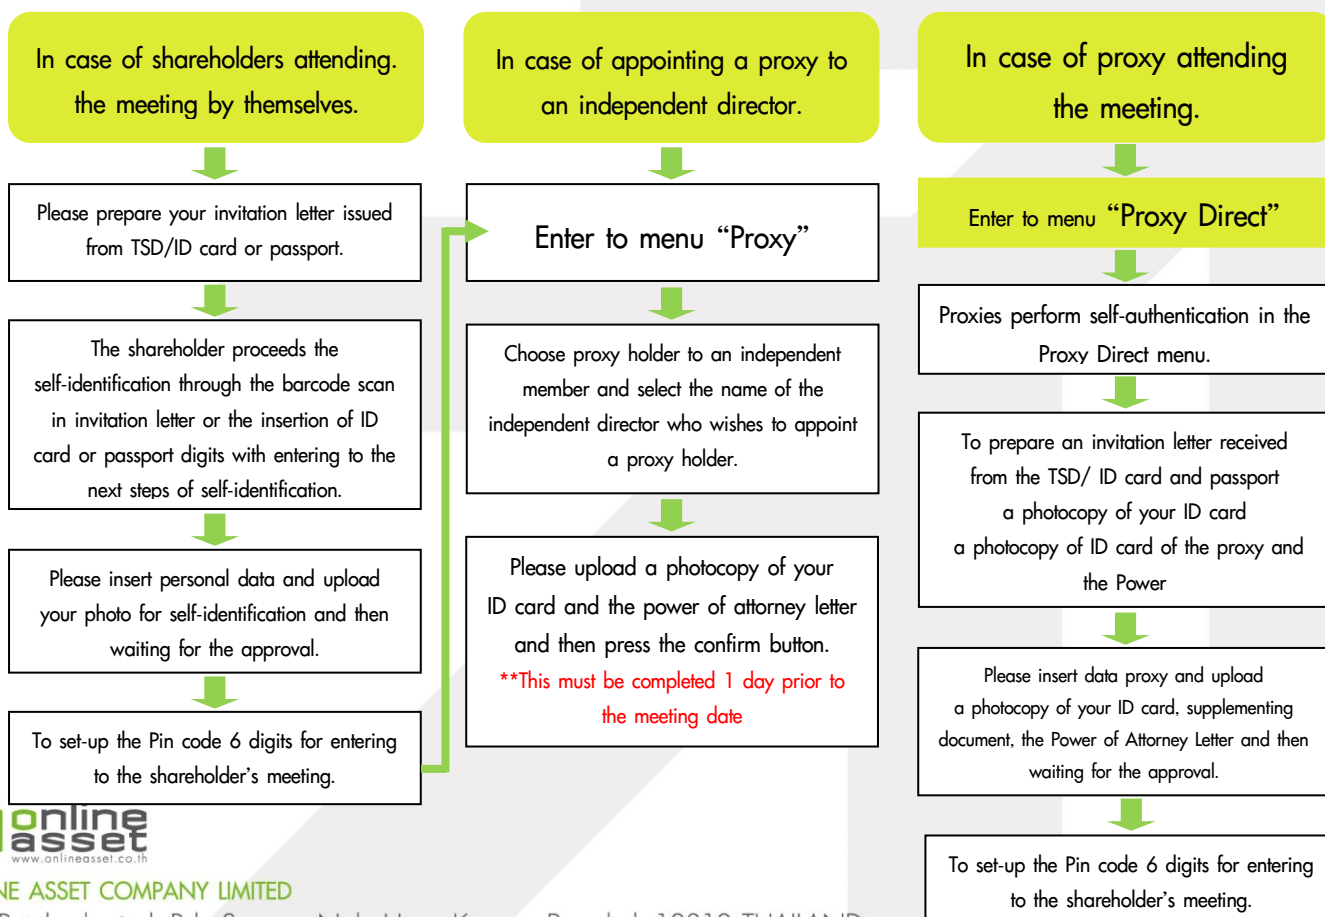 In case of shareholders attending.
the meeting by themselves.
Please prepare your invitation letter issued
from TSD/ID card or passport.
The shareholder proceeds the
self-identification through the barcode scan
in invitation letter or the insertion of ID
card or passport digits with entering to the
next steps of self-identification.
Please insert personal data and upload
your photo for self-identification and then
waiting for the approval.
To set-up the Pin code 6 digits for entering
to the shareholder's meeting.
In case of appointing a proxy to
an independent director.
Enter to menu “Proxy”
Choose proxy holder to an independent
member and select the name of the
independent director who wishes to appoint
a proxy holder.
Please upload a photocopy of your
ID card and the power of attorney letter
and then press the confirm button.
**This must be completed 1 day prior to
the meeting date
In case of proxy attending
the meeting.
Enter to menu “Proxy Direct”
Proxies perform self-authentication in the
Proxy Direct menu.
To prepare an invitation letter received
from the TSD/ ID card and passport
a photocopy of your ID card
a photocopy of ID card of the proxy and
the Power
Please insert data proxy and upload
a photocopy of your ID card, supplementing
document, the Power of Attorney Letter and then
waiting for the approval.
To set-up the Pin code 6 digits for entering
to the shareholder's meeting.
online
asset
www.onlineasset.co.th
NE ASSET COMPANY LIMITED
THAILAND